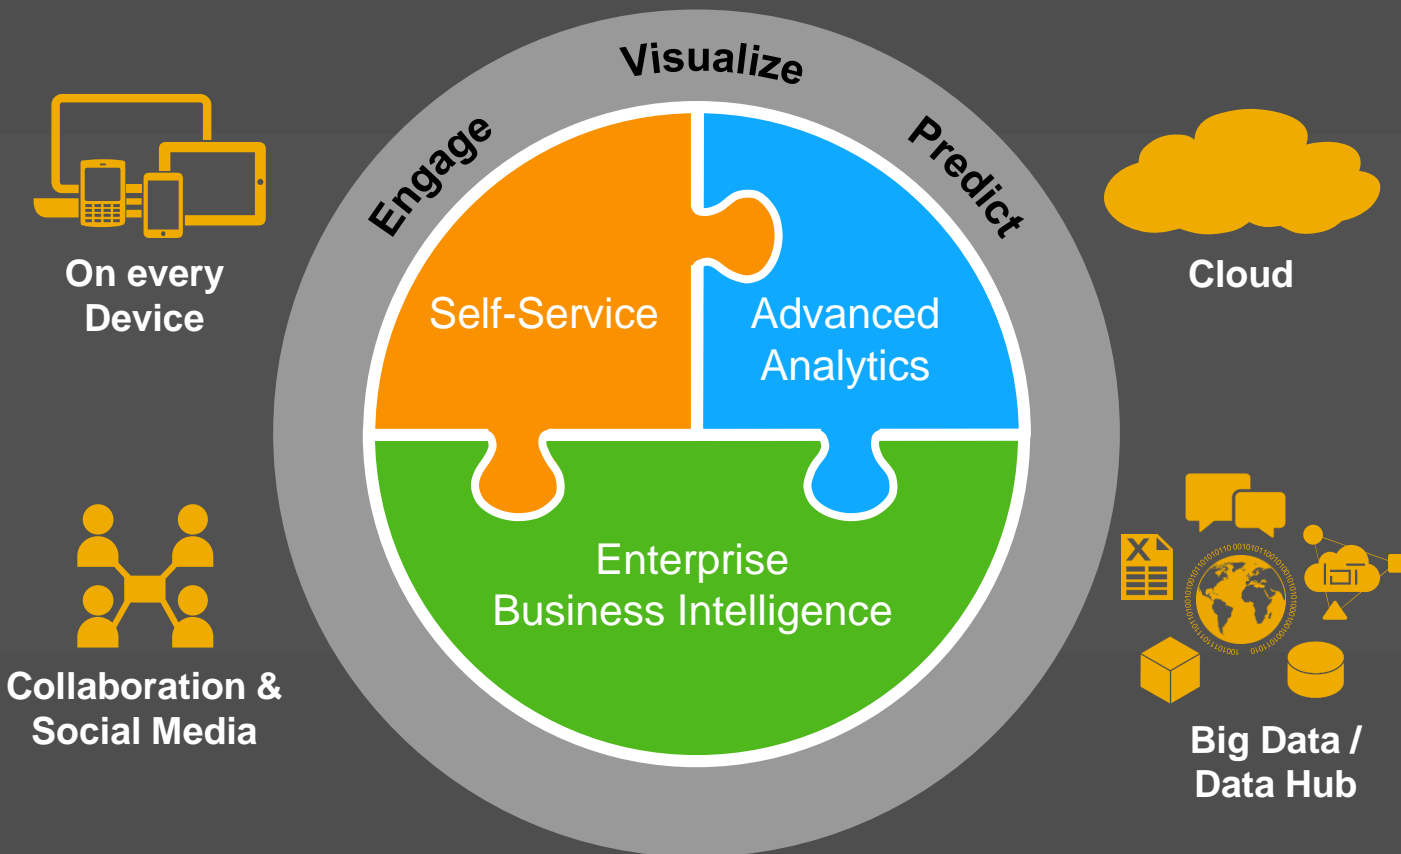 Visualize
Engage
Predict
On every
Device
Cloud
Self-Service
Advanced
Analytics
Enterprise
Business Intelligence
Collaboration &
Social Media
X
Big Data /
Data Hub